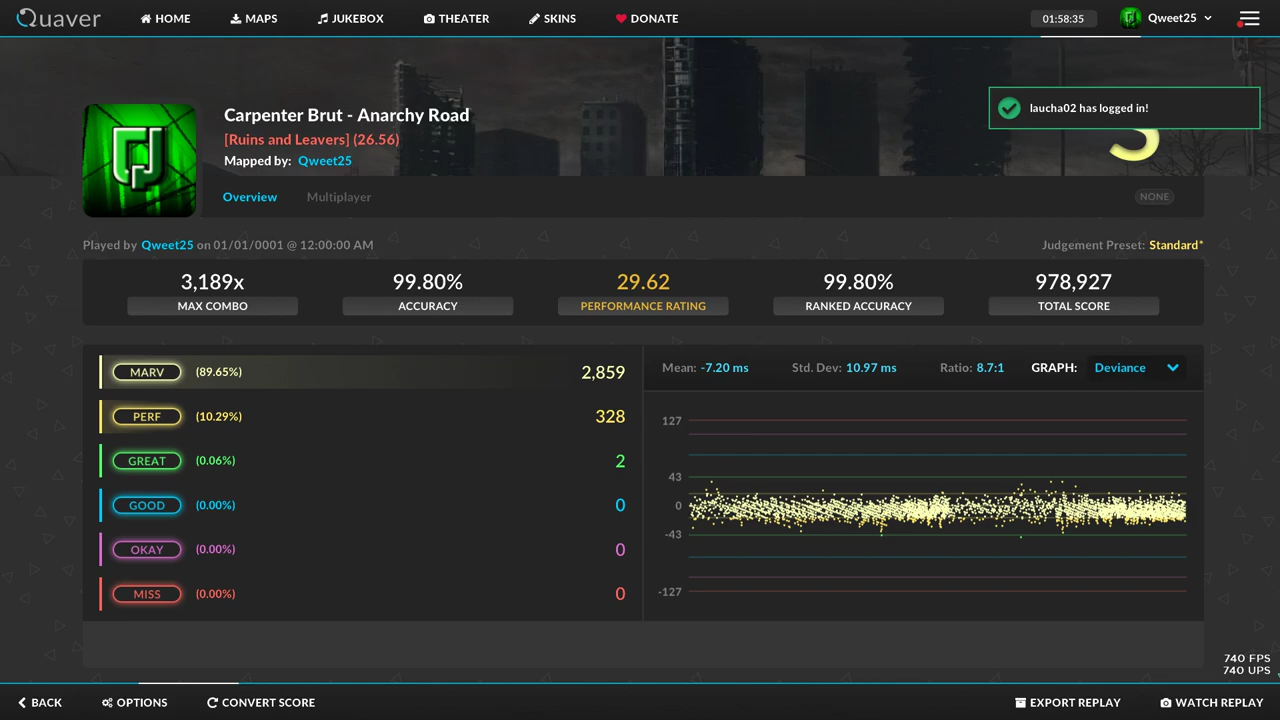 Quaver HOME MAPS JUKEBOX THEATER SKINS DONATE 01:58:35 Qweet25
laucha02 has logged in!
Carpenter Brut - Anarchy Road
[Ruins and Leavers] (26.56)
Mapped by: Qweet25
Overview Multiplayer NONE
Played by Qweet25 on 01/01/0001 @ 12:00:00 AM Judgement Preset: Standard*
3,189x 99.80% 29.62 99.80% 978,927
MAX COMBO ACCURACY PERFORMANCE RATING RANKED ACCURACY TOTAL SCORE
MARV (89.65%) 2,859
PERF (10.29%) 328
GREAT (0.06%) 2
GOOD (0.00%) 0
OKAY (0.00%) 0
MISS (0.00%) 0
Mean: -7.20 ms Std. Dev: 10.97 ms Ratio: 8.7:1 GRAPH: Deviance
127
43
0
-43
-127
740 FPS
740 UPS
BACK OPTIONS CONVERT SCORE EXPORT REPLAY WATCH REPLAY